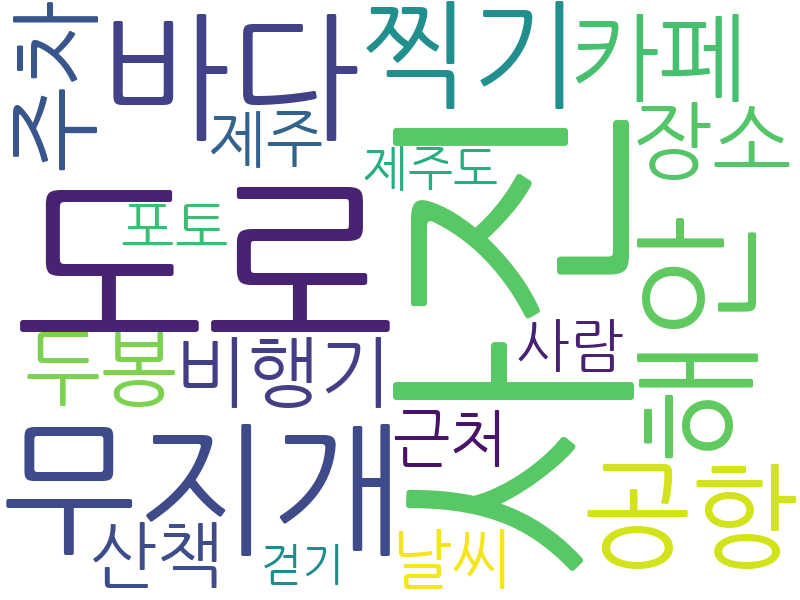 주차
바다
찍기
카페
제주
제주도
장소
도로
포토
사진
해안
두봉
비행기
사람
무지개
근처
공항
산책
걷기
날씨